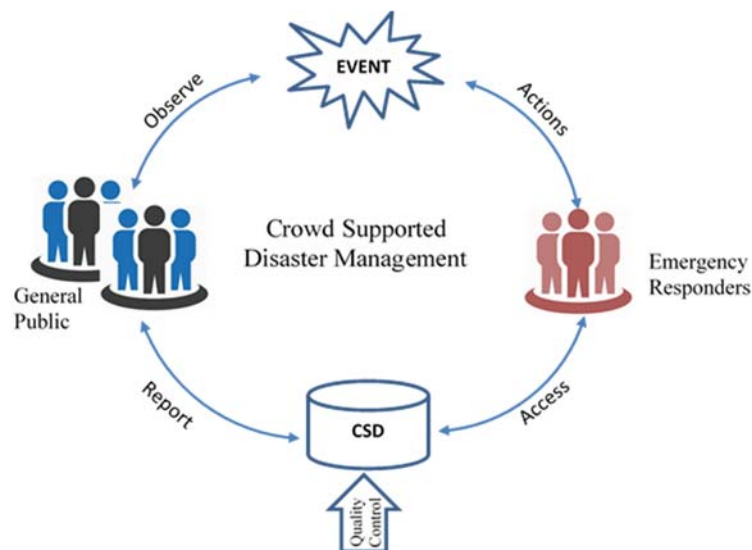 EVENT
Observe
Actions
Crowd Supported
Disaster Management
General
Public
Emergency
Responders
Report
Access
CSD
Quality
Control